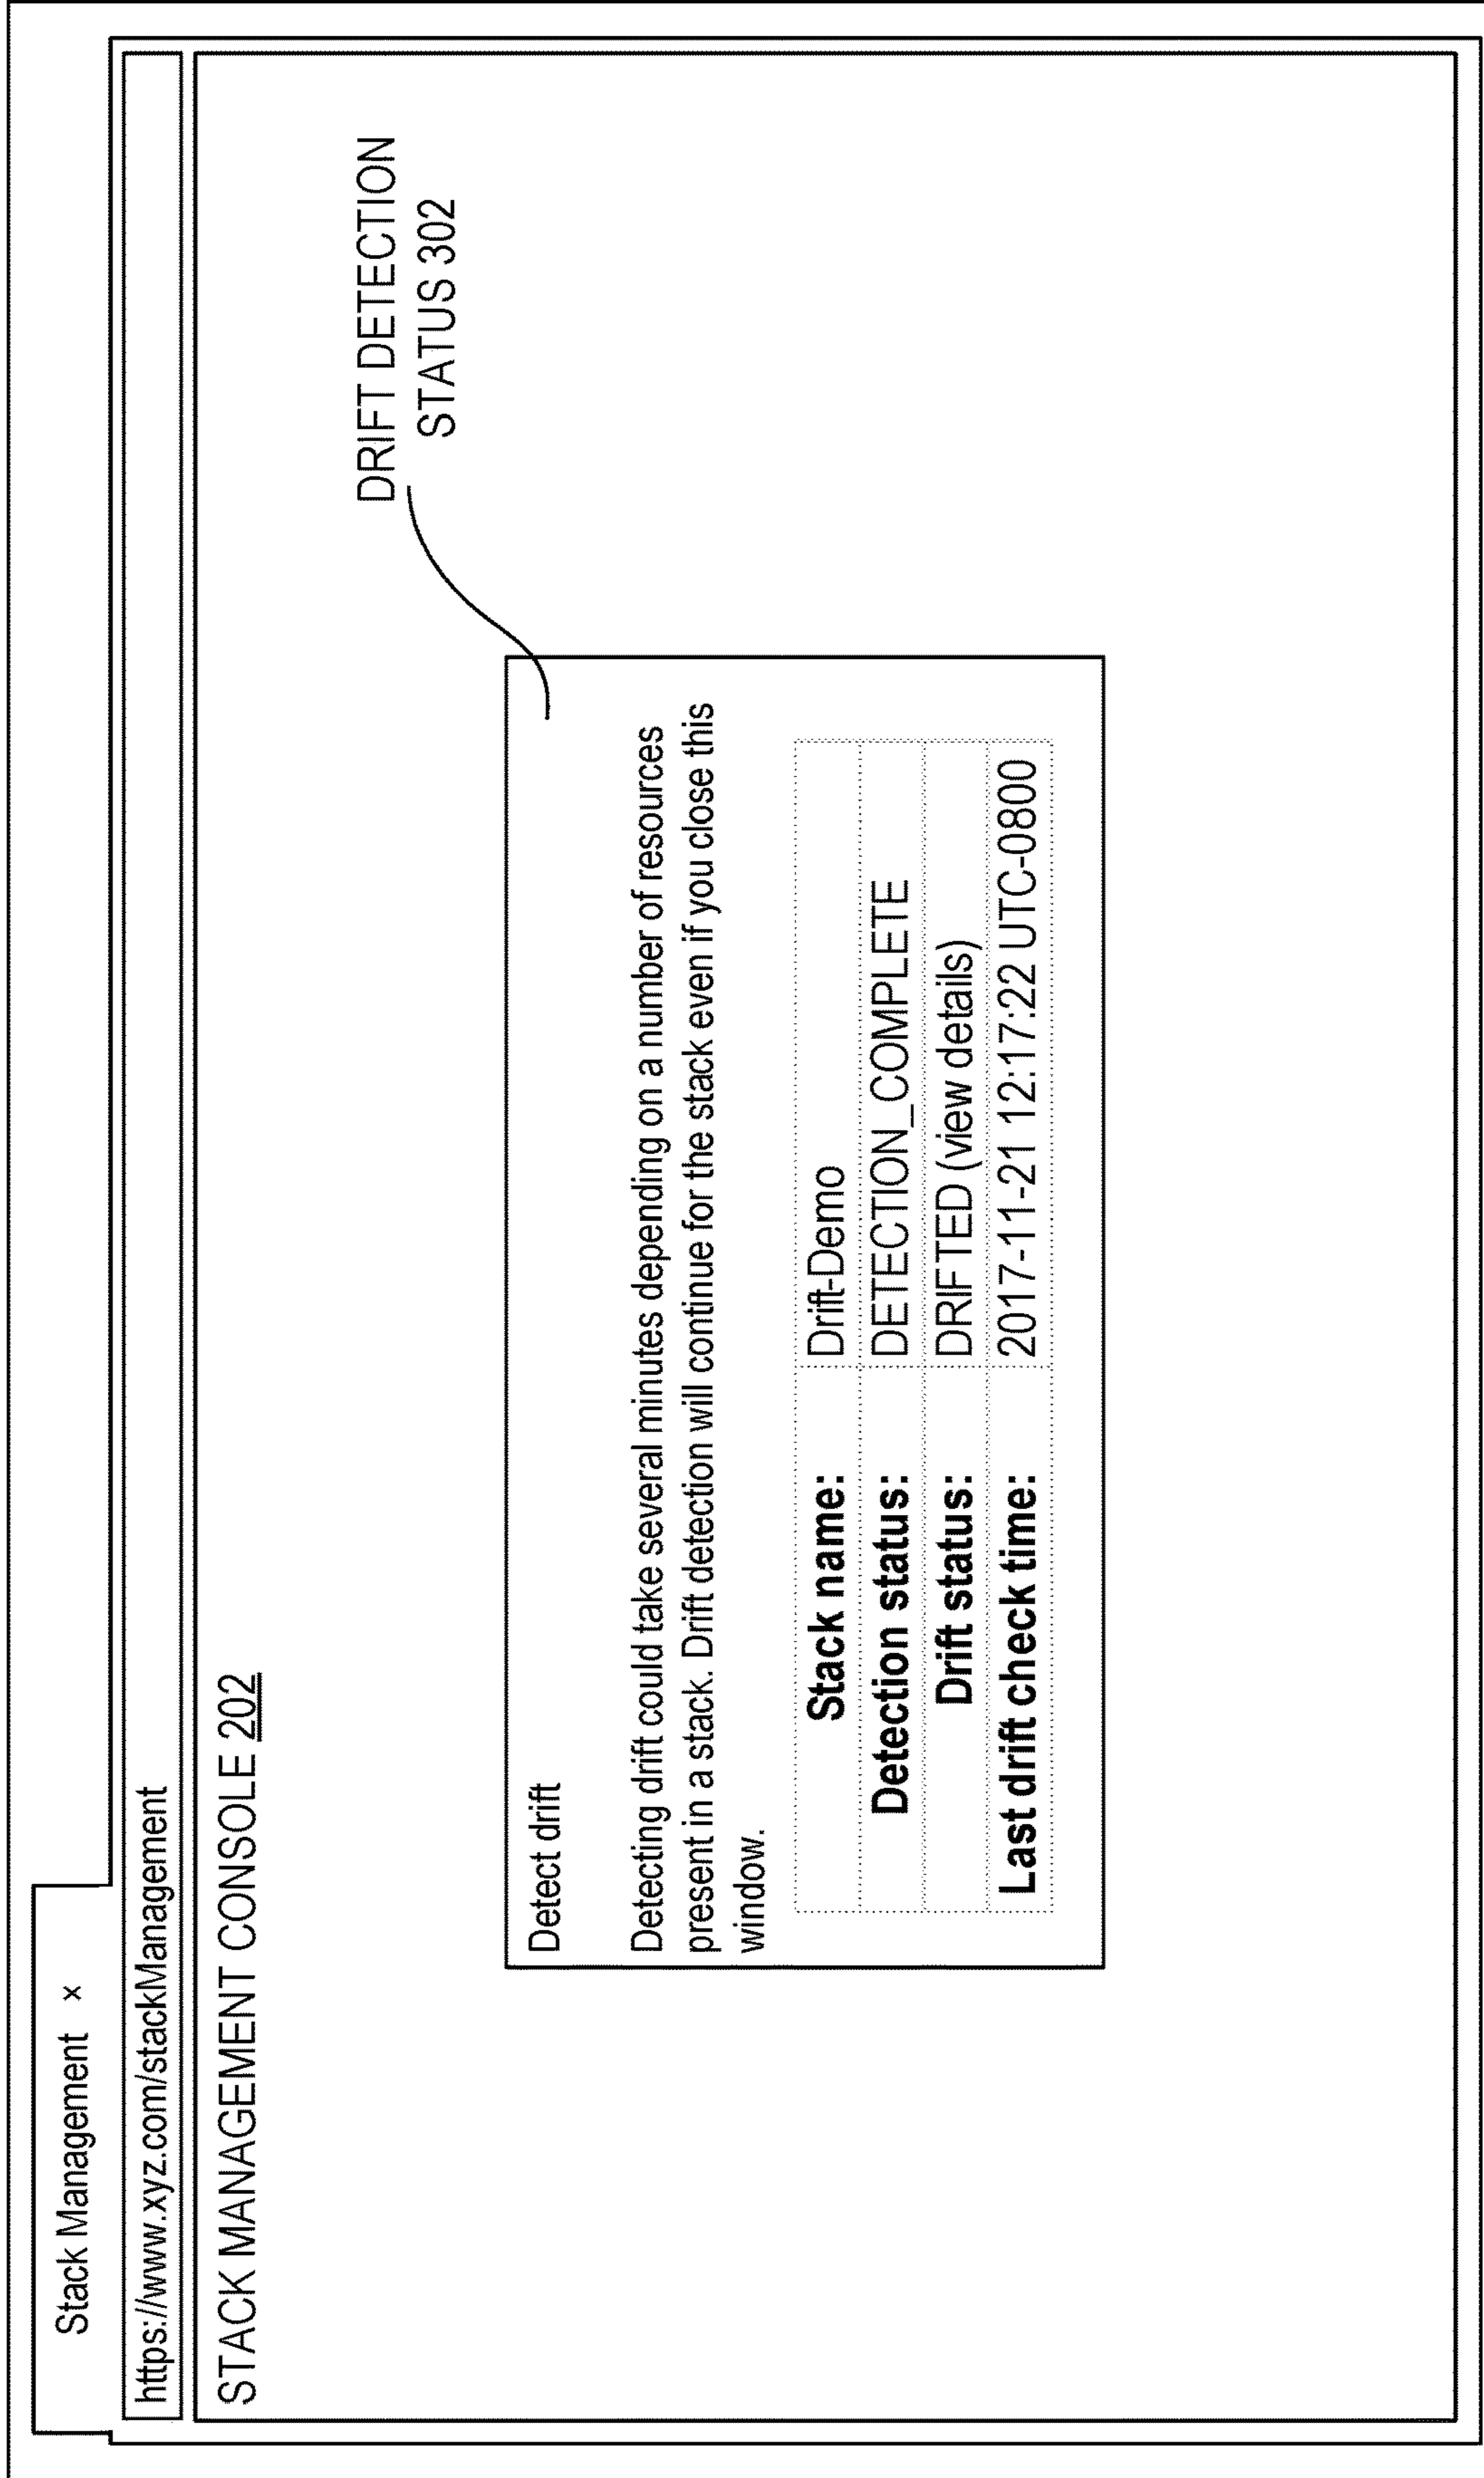 Stack Management ×
https://www.xyz.com/stackManagement
STACK MANAGEMENT CONSOLE 202
DRIFT DETECTION
STATUS 302
Detect drift
Detecting drift could take several minutes depending on a number of resources
present in a stack. Drift detection will continue for the stack even if you close this
window.
Stack name: Drift-Demo
Detection status: DETECTION_COMPLETE
Drift status: DRIFTED (view details)
Last drift check time: 2017-11-21 12:17:22 UTC-0800